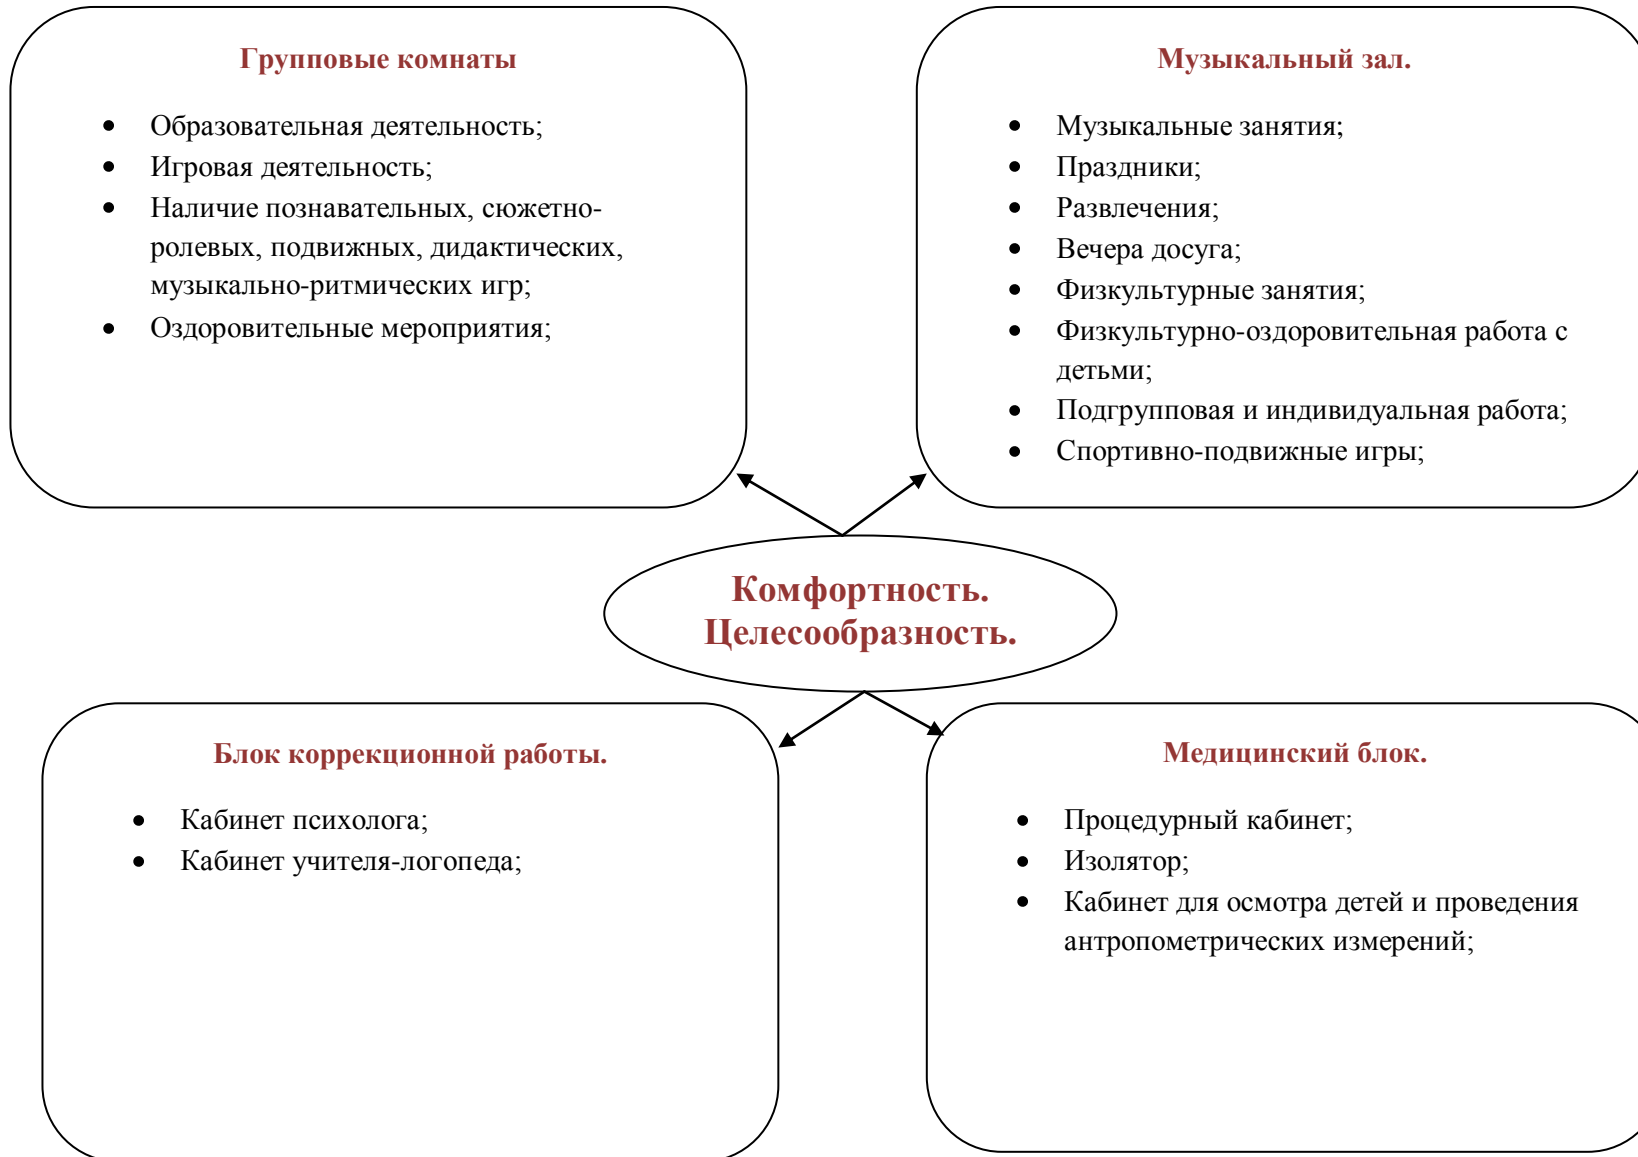 Групповые комнаты
• Образовательная деятельность;
• Игровая деятельность;
• Наличие познавательных, сюжетно-
ролевых, подвижных, дидактических,
музыкально-ритмических игр;
• Оздоровительные мероприятия;
Музыкальный зал.
• Музыкальные занятия;
• Праздники;
• Развлечения;
• Вечера досуга;
• Физкультурные занятия;
• Физкультурно-оздоровительная работа с
детьми;
• Подгрупповая и индивидуальная работа;
• Спортивно-подвижные игры;
Комфортность.
Целесообразность.
Блок коррекционной работы.
• Кабинет психолога;
• Кабинет учителя-логопеда;
Медицинский блок.
• Процедурный кабинет;
• Изолятор;
• Кабинет для осмотра детей и проведения
антропометрических измерений;